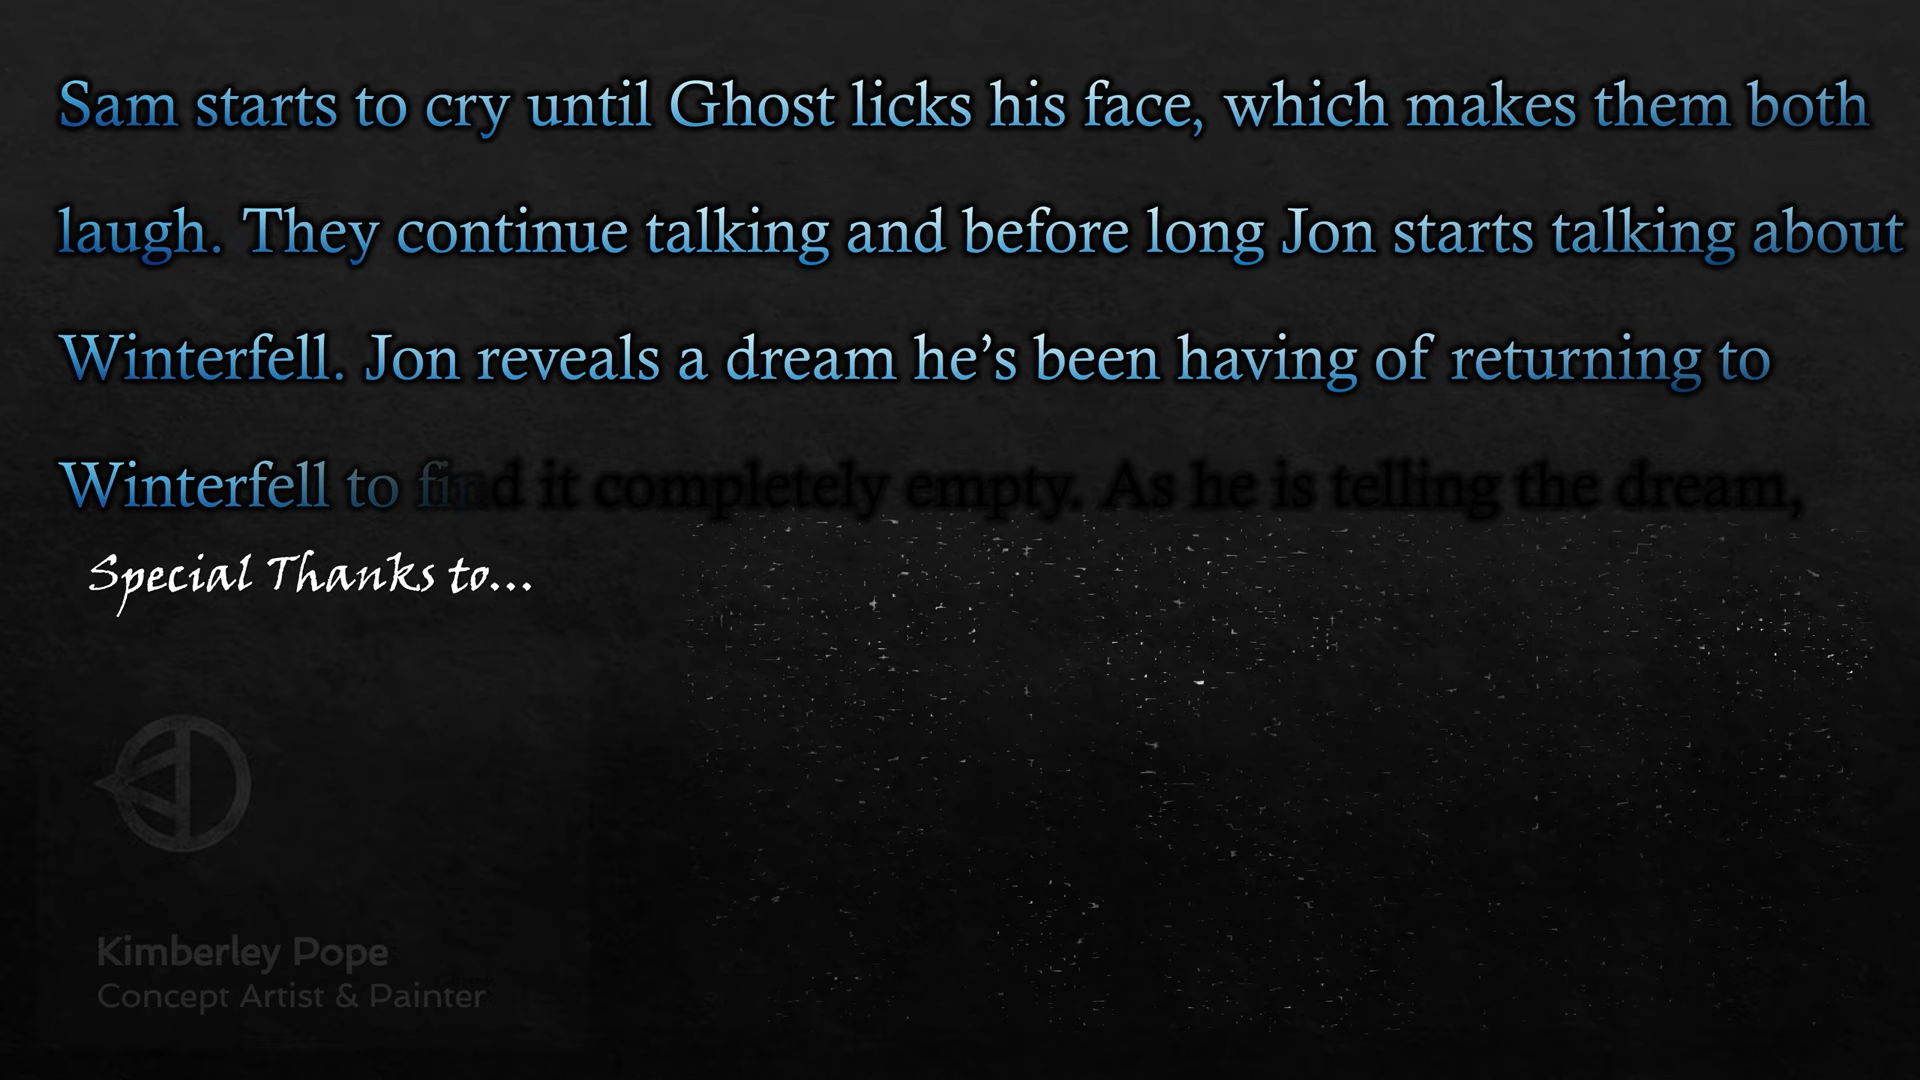 Sam starts to cry until Ghost licks his face, which makes them both
laugh. They continue talking and before long Jon starts talking about
Winterfell. Jon reveals a dream he’s been having of returning to
Winterfell to find it completely empty. As he is telling the dream,
Special Thanks to...
Kimberley Pope
Concept Artist & Painter